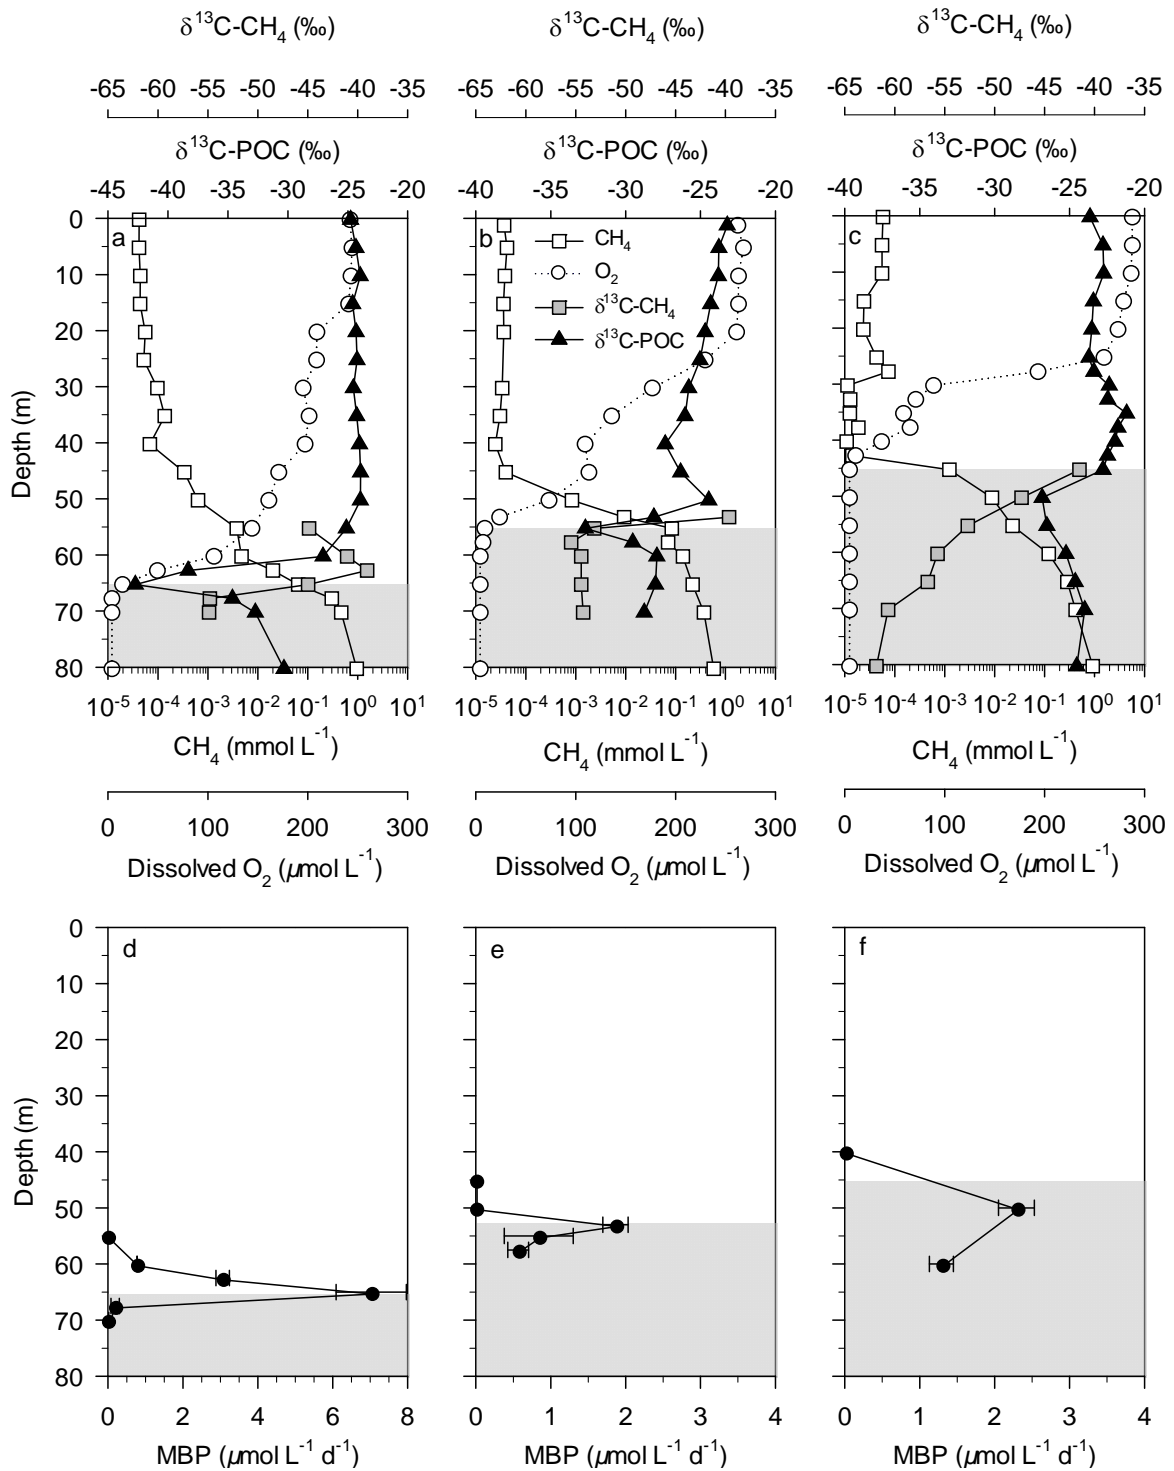 δ¹³C-CH₄ (‰) δ¹³C-CH₄ (‰) δ¹³C-CH₄ (‰)
-65 -60 -55 -50 -45 -40 -35 -65 -60 -55 -50 -45 -40 -35 -65 -60 -55 -50 -45 -40 -35
δ¹³C-POC (‰) δ¹³C-POC (‰) δ¹³C-POC (‰)
-45 -40 -35 -30 -25 -20 -40 -35 -30 -25 -20 -40 -35 -30 -25 -20
a b c
CH₄
O₂
δ¹³C-CH₄
δ¹³C-POC
Depth (m)
0
10
20
30
40
50
60
70
80
10⁻⁵ 10⁻⁴ 10⁻³ 10⁻² 10⁻¹ 10⁰ 10¹ 10⁻⁵ 10⁻⁴ 10⁻³ 10⁻² 10⁻¹ 10⁰ 10¹ 10⁻⁵ 10⁻⁴ 10⁻³ 10⁻² 10⁻¹ 10⁰ 10¹
CH₄ (mmol L⁻¹) CH₄ (mmol L⁻¹) CH₄ (mmol L⁻¹)
0 100 200 300 0 100 200 300 0 100 200 300
Dissolved O₂ (µmol L⁻¹) Dissolved O₂ (µmol L⁻¹) Dissolved O₂ (µmol L⁻¹)
d e f
Depth (m)
0
10
20
30
40
50
60
70
80
0 2 4 6 8 0 1 2 3 4 0 1 2 3 4
MBP (µmol L⁻¹ d⁻¹) MBP (µmol L⁻¹ d⁻¹) MBP (µmol L⁻¹ d⁻¹)